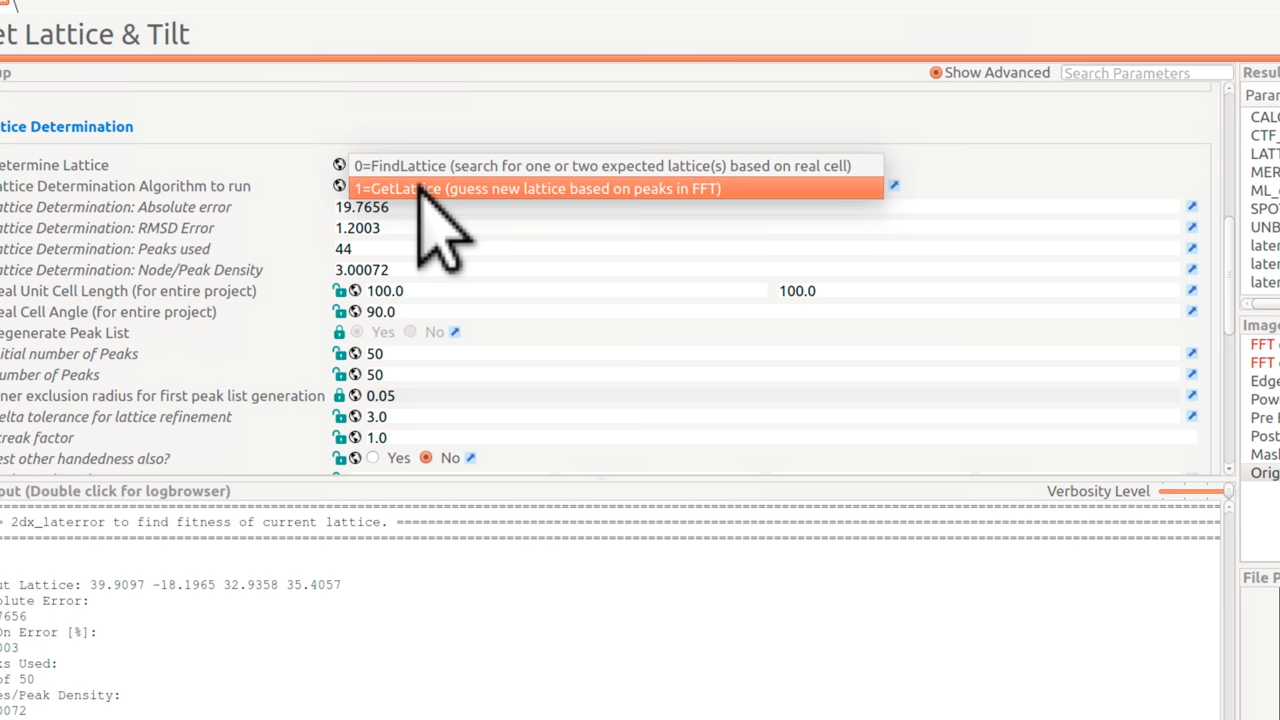 et Lattice & Tilt
up
Show Advanced
Search Parameters
tice Determination
etermine Lattice
0=FindLattice (search for one or two expected lattice(s) based on real cell)
attice Determination Algorithm to run
1=GetLattice (guess new lattice based on peaks in FFT)
attice Determination: Absolute error 19.7656
attice Determination: RMSD Error 1.2003
attice Determination: Peaks used 44
attice Determination: Node/Peak Density 3.00072
eal Unit Cell Length (for entire project) 100.0 100.0
eal Cell Angle (for entire project) 90.0
egenerate Peak List Yes No
itial number of Peaks 50
umber of Peaks 50
ner exclusion radius for first peak list generation 0.05
elta tolerance for lattice refinement 3.0
reak factor 1.0
est other handedness also? Yes No
put (Double click for logbrowser)
Verbosity Level
= 2dx_laterror to find fitness of current lattice. =
ut Lattice: 39.9097 -18.1965 32.9358 35.4057
olute Error:
7656
On Error [%]:
003
ks Used:
of 50
es/Peak Density:
0072
Resul
Param
CALC
CTF_
LATT
MER
ML_
SPOT
UNB
later
later
later
Image
FFT
FFT
Edge
Pow
Pre
Post
Mask
Orig
File P